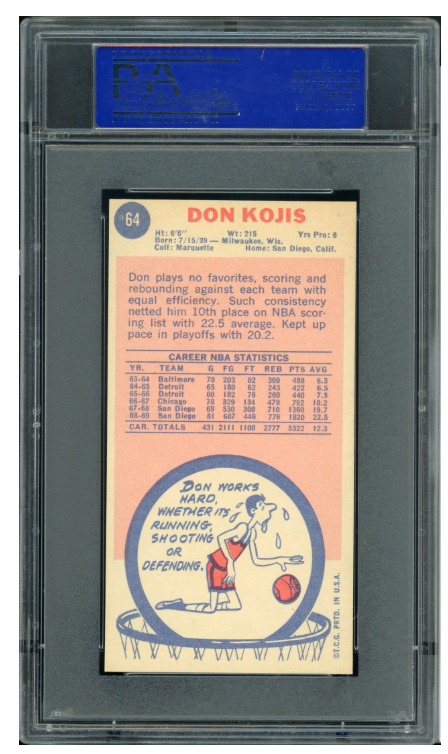 PSA
64
DON KOJIS
Ht: 6'6" Wt: 215 Yrs Pro: 6
Born: 7/15/39 — Milwaukee, Wis.
Coll: Marquette Home: San Diego, Calif.
Don plays no favorites, scoring and
rebounding against each team with
equal efficiency. Such consistency
netted him 10th place on NBA scor-
ing list with 22.5 average. Kept up
pace in playoffs with 20.2.
CAREER NBA STATISTICS
YR. TEAM G FG FT REB PTS AVG
63-64 Baltimore 78 203 82 309 488 6.3
64-65 Detroit 65 180 62 243 422 6.5
65-66 Detroit 60 182 76 260 440 7.3
66-67 Chicago 78 329 134 479 792 10.2
67-68 San Diego 69 530 300 710 1360 19.7
68-69 San Diego 81 687 446 776 1820 22.5
CAR. TOTALS 431 2111 1100 2777 5322 12.3
DON WORKS
HARD,
WHETHER ITS
RUNNING,
SHOOTING
OR
DEFENDING.
©T.C.G. PRTD. IN U.S.A.